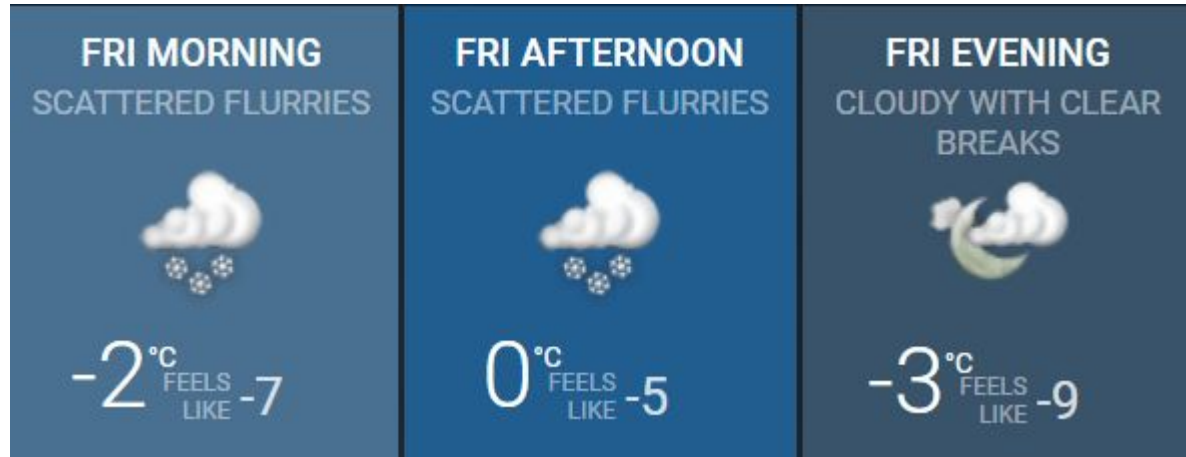 FRI MORNING
SCATTERED FLURRIES
-2°C
FEELS
LIKE -7
FRI AFTERNOON
SCATTERED FLURRIES
0°C
FEELS
LIKE -5
FRI EVENING
CLOUDY WITH CLEAR
BREAKS
-3°C
FEELS
LIKE -9